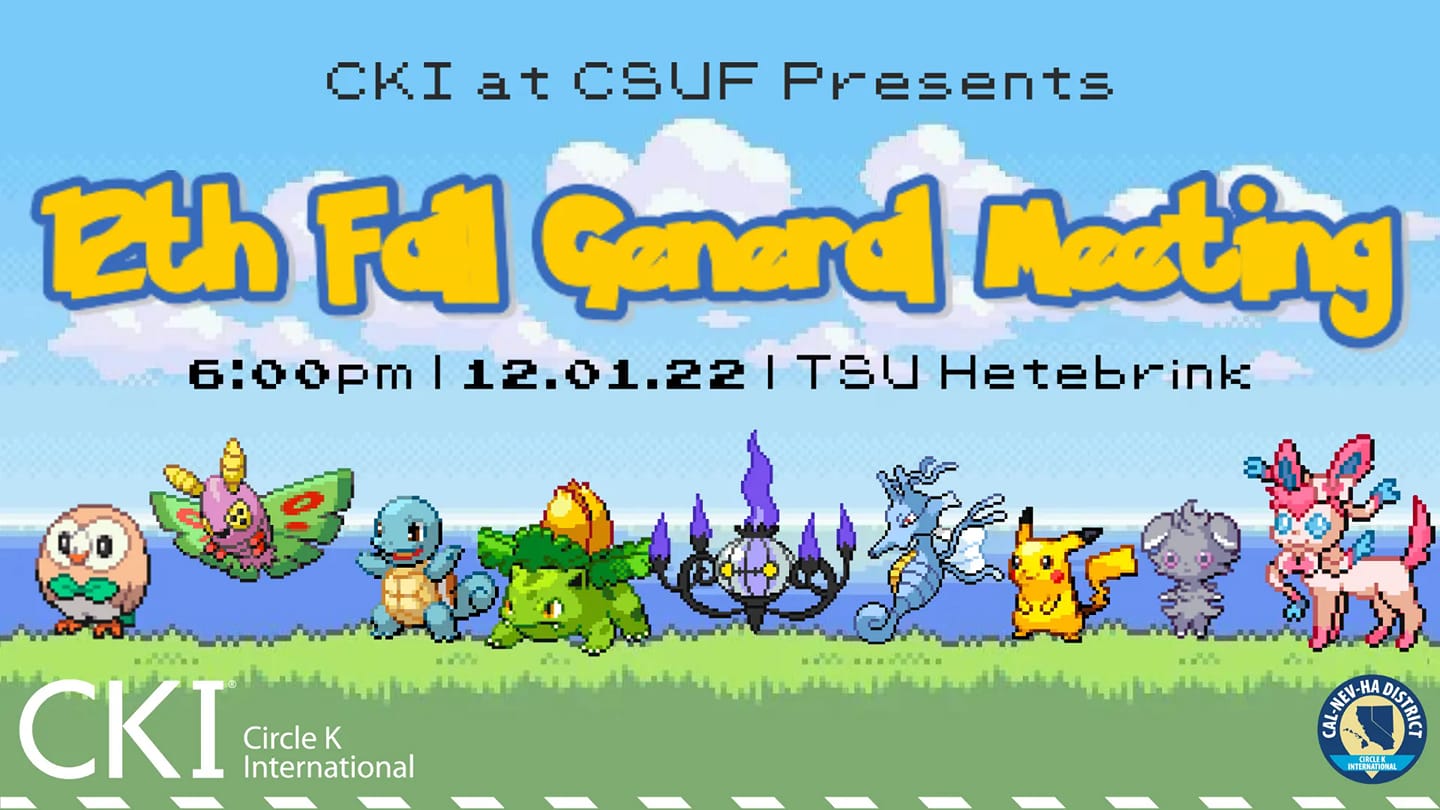 CKI at CSUF Presents
12th Fall General Meeting
6:00pm | 12.01.22 | TSU Hetebrink
CKI®
Circle K
International
CAL-NEV-HA DISTRICT
CIRCLE K
INTERNATIONAL